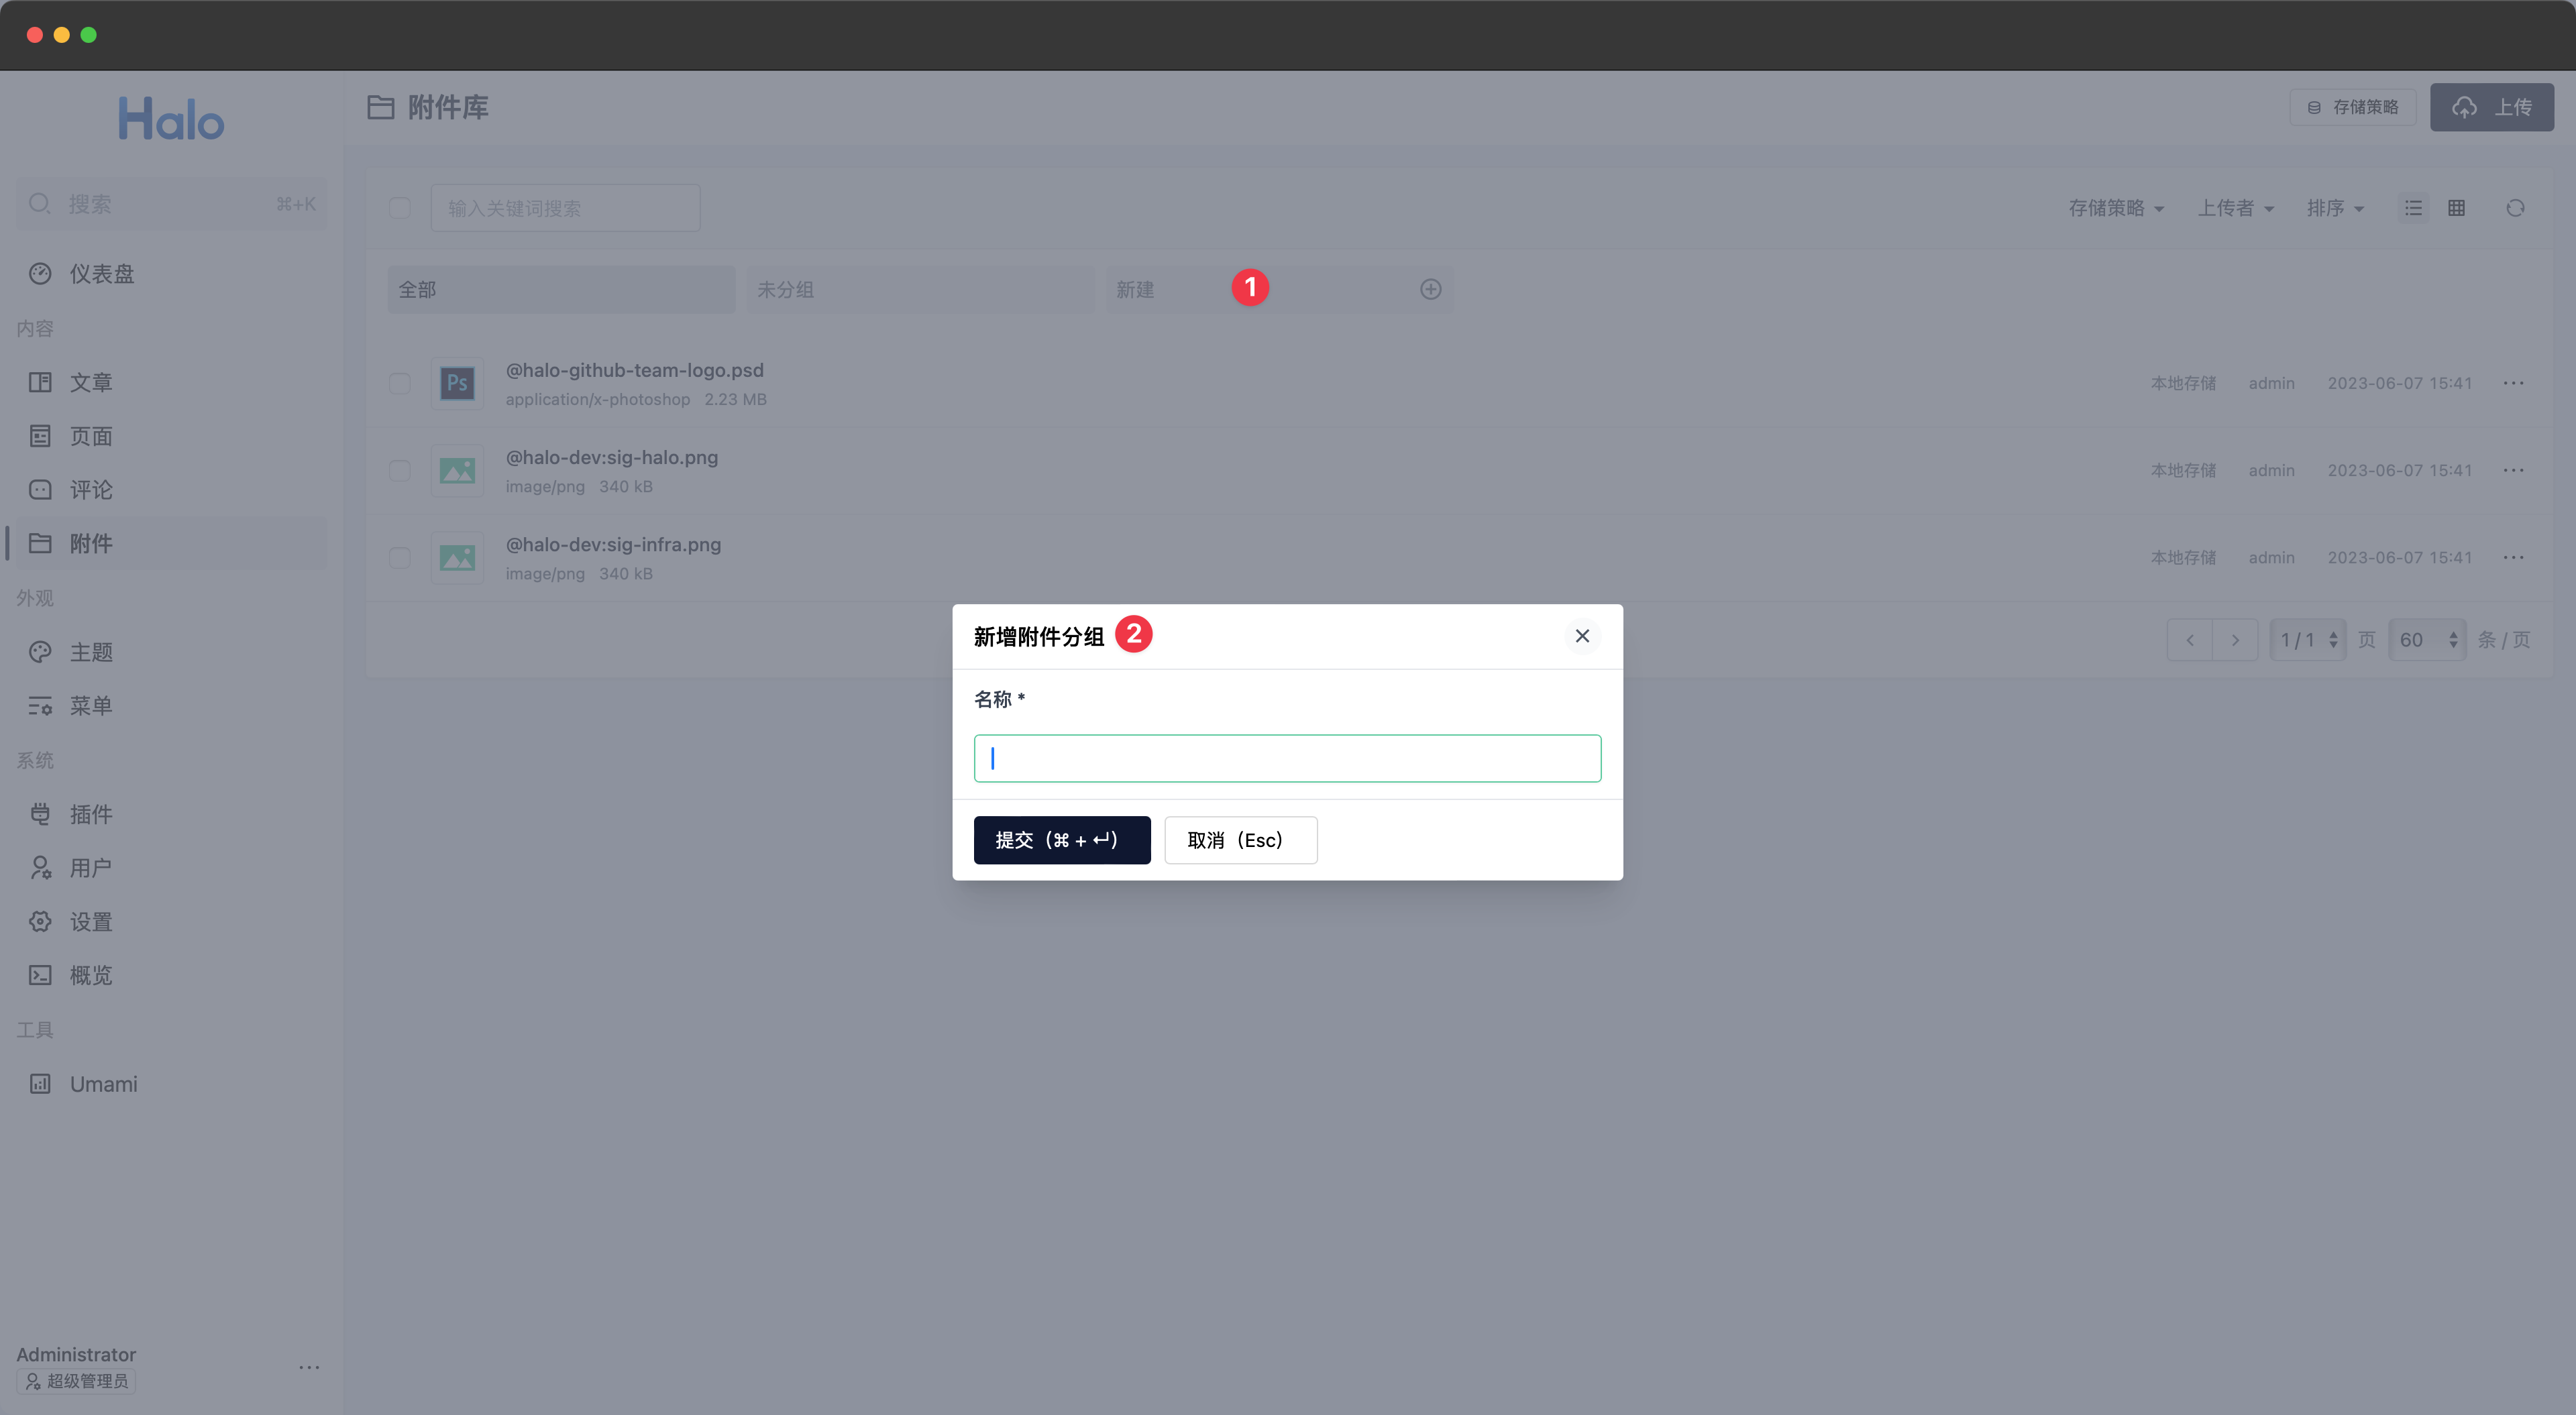 Halo
搜索 ⌘+K
仪表盘
内容
文章
页面
评论
附件
外观
主题
菜单
系统
插件
用户
设置
概览
工具
Umami
Administrator
超级管理员
附件库
存储策略 上传
输入关键词搜索 存储策略 上传者 排序
全部 未分组 新建 1
Ps
@halo-github-team-logo.psd
application/x-photoshop 2.23 MB
本地存储 admin 2023-06-07 15:41
@halo-dev:sig-halo.png
image/png 340 kB
本地存储 admin 2023-06-07 15:41
@halo-dev:sig-infra.png
image/png 340 kB
本地存储 admin 2023-06-07 15:41
1 / 1 页 60 条 / 页
新增附件分组 2
名称 *
提交（⌘ + ↵） 取消（Esc）